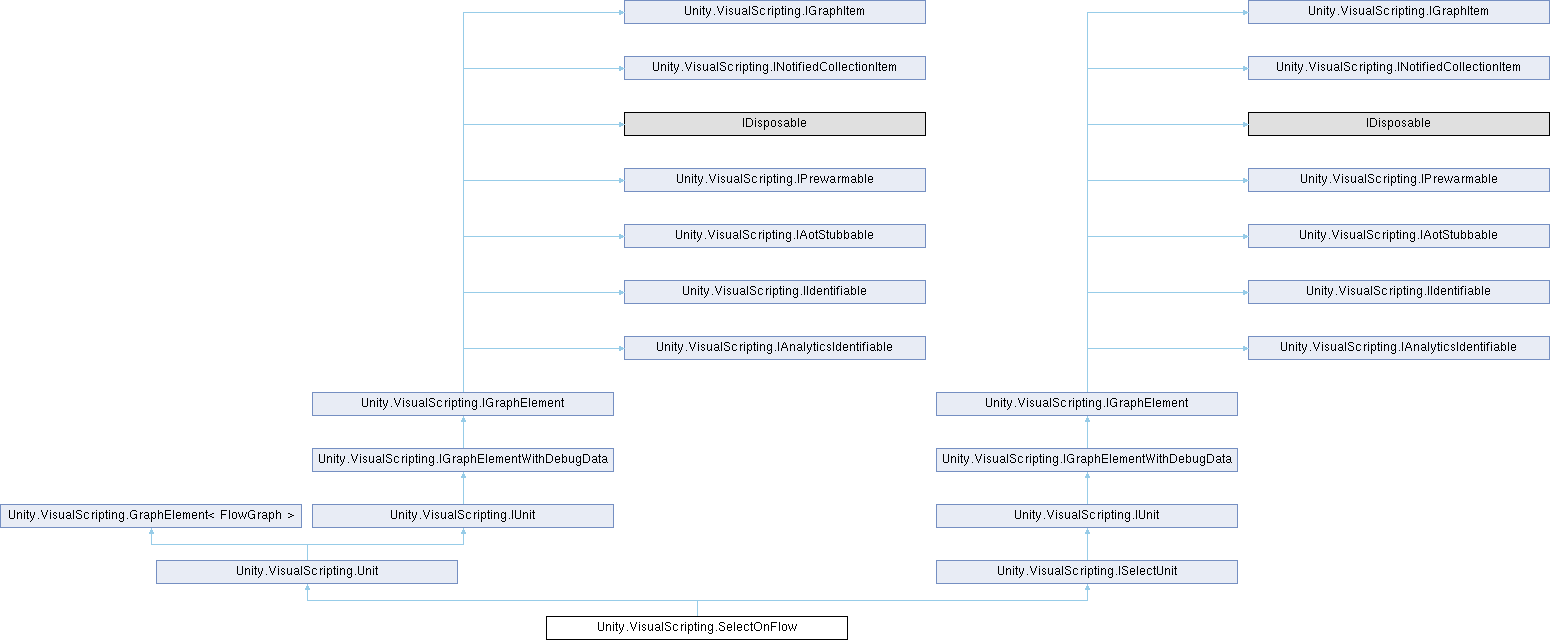 Unity.VisualScripting.IGraphItem
Unity.VisualScripting.IGraphItem
Unity.VisualScripting.INotifiedCollectionItem
Unity.VisualScripting.INotifiedCollectionItem
IDisposable
IDisposable
Unity.VisualScripting.IPrewarmable
Unity.VisualScripting.IPrewarmable
Unity.VisualScripting.IAotStubbable
Unity.VisualScripting.IAotStubbable
Unity.VisualScripting.IIdentifiable
Unity.VisualScripting.IIdentifiable
Unity.VisualScripting.IAnalyticsIdentifiable
Unity.VisualScripting.IAnalyticsIdentifiable
Unity.VisualScripting.IGraphElement
Unity.VisualScripting.IGraphElement
Unity.VisualScripting.IGraphElementWithDebugData
Unity.VisualScripting.IGraphElementWithDebugData
Unity.VisualScripting.GraphElement< FlowGraph >
Unity.VisualScripting.IUnit
Unity.VisualScripting.IUnit
Unity.VisualScripting.Unit
Unity.VisualScripting.ISelectUnit
Unity.VisualScripting.SelectOnFlow